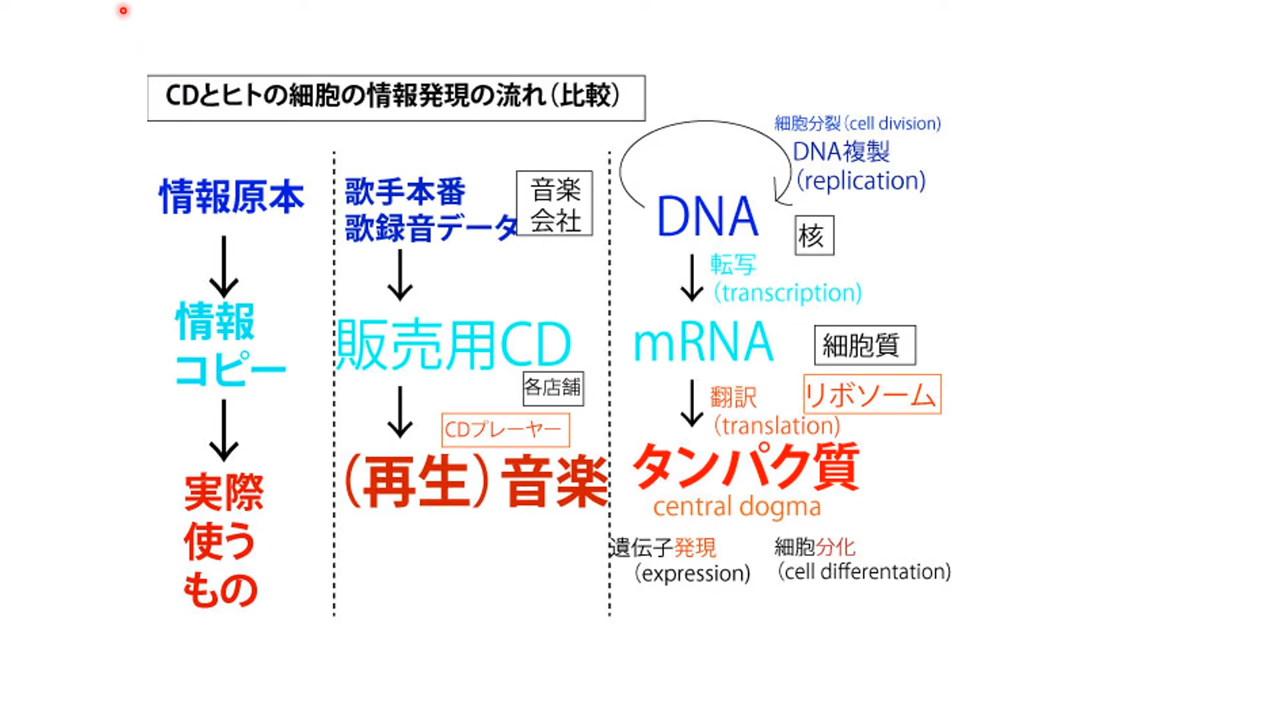 CDとヒトの細胞の情報発現の流れ（比較）
情報原本
情報
コピー
実際
使う
もの
歌手本番
歌録音データ
音楽
会社
販売用CD
各店舗
CDプレーヤー
（再生）音楽
細胞分裂（cell division）
DNA複製
（replication）
DNA
核
転写
（transcription）
mRNA
細胞質
翻訳
（translation）
リボソーム
タンパク質
central dogma
遺伝子発現
（expression）
細胞分化
（cell differentation）